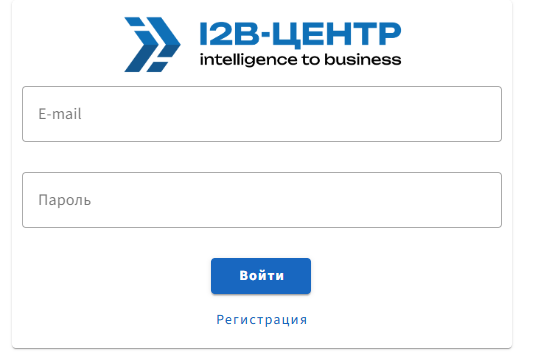 I2B-ЦЕНТР
intelligence to business
E-mail
Пароль
Войти
Регистрация